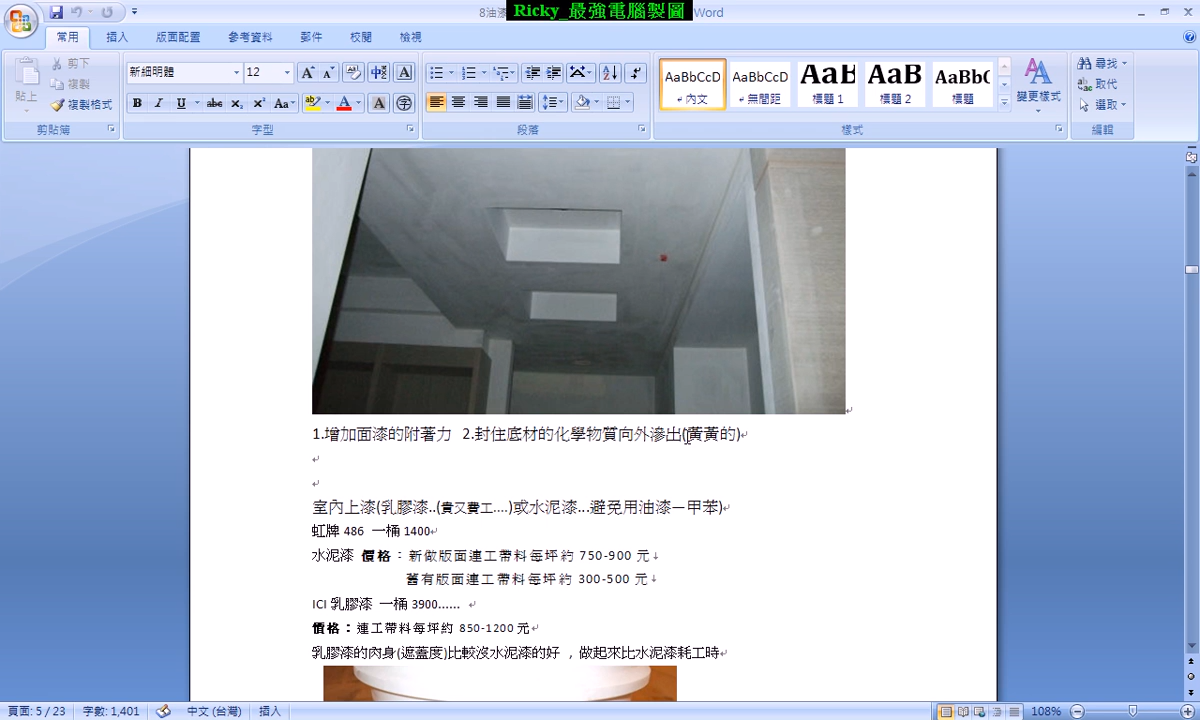 8油漆
Ricky_最強電腦製圖
Word
常用 插入 版面配置 參考資料 郵件 校閱 檢視
貼上
剪下
複製
複製格式
剪貼簿
新細明體 12
字型
段落
AaBbCcD AaBbCcD AaBb AaBb AaBbC
內文 無間距 標題 1 標題 2 標題
變更樣式
樣式
尋找
取代
選取
編輯
1.增加面漆的附著力 2.封住底材的化學物質向外滲出(黃黃的)
室內上漆(乳膠漆..(貴又費工....)或水泥漆...避免用油漆—甲苯)
虹牌 486 一桶 1400
水泥漆 價格：新做版面連工帶料每坪約 750-900 元
舊有版面連工帶料每坪約 300-500 元
ICI 乳膠漆 一桶 3900......
價格：連工帶料每坪約 850-1200 元
乳膠漆的肉身(遮蓋度)比較沒水泥漆的好 ，做起來比水泥漆耗工時
頁面: 5 / 23 字數: 1,401 中文 (台灣) 插入 108%